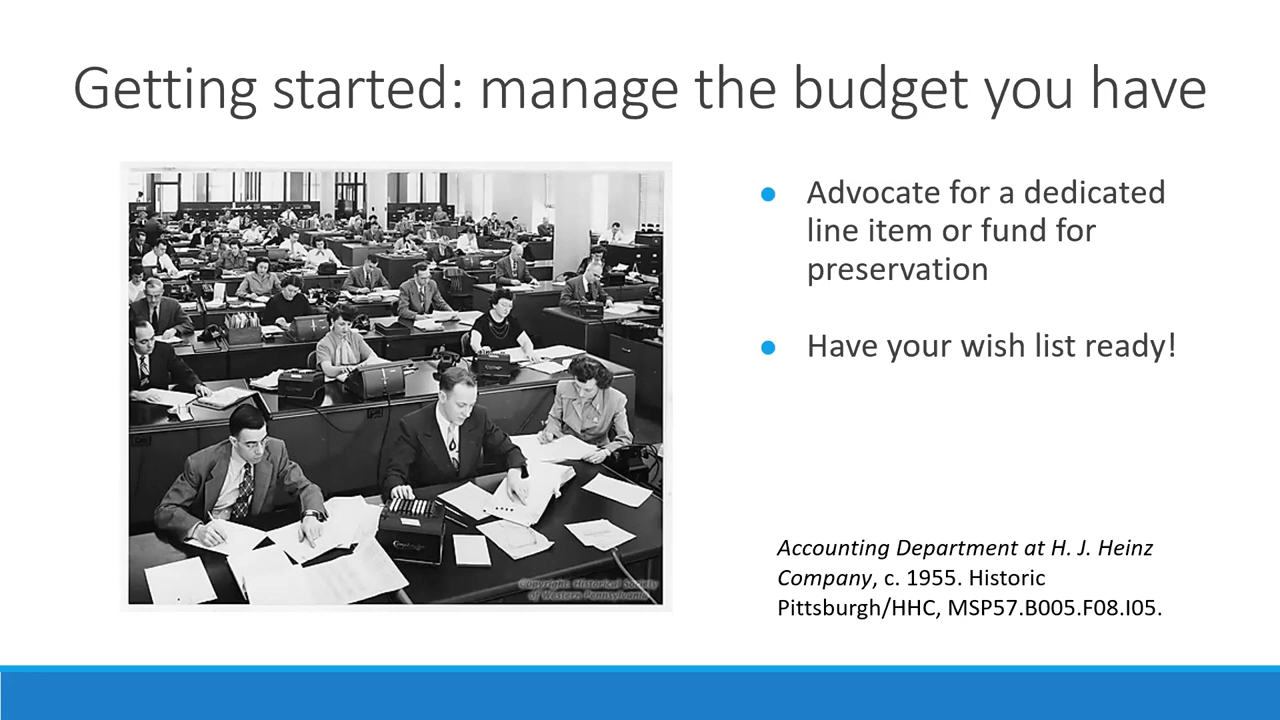 Getting started: manage the budget you have
● Advocate for a dedicated
line item or fund for
preservation
● Have your wish list ready!
Copyright: Historical Society
of Western Pennsylvania
Accounting Department at H. J. Heinz
Company, c. 1955. Historic
Pittsburgh/HHC, MSP57.B005.F08.I05.